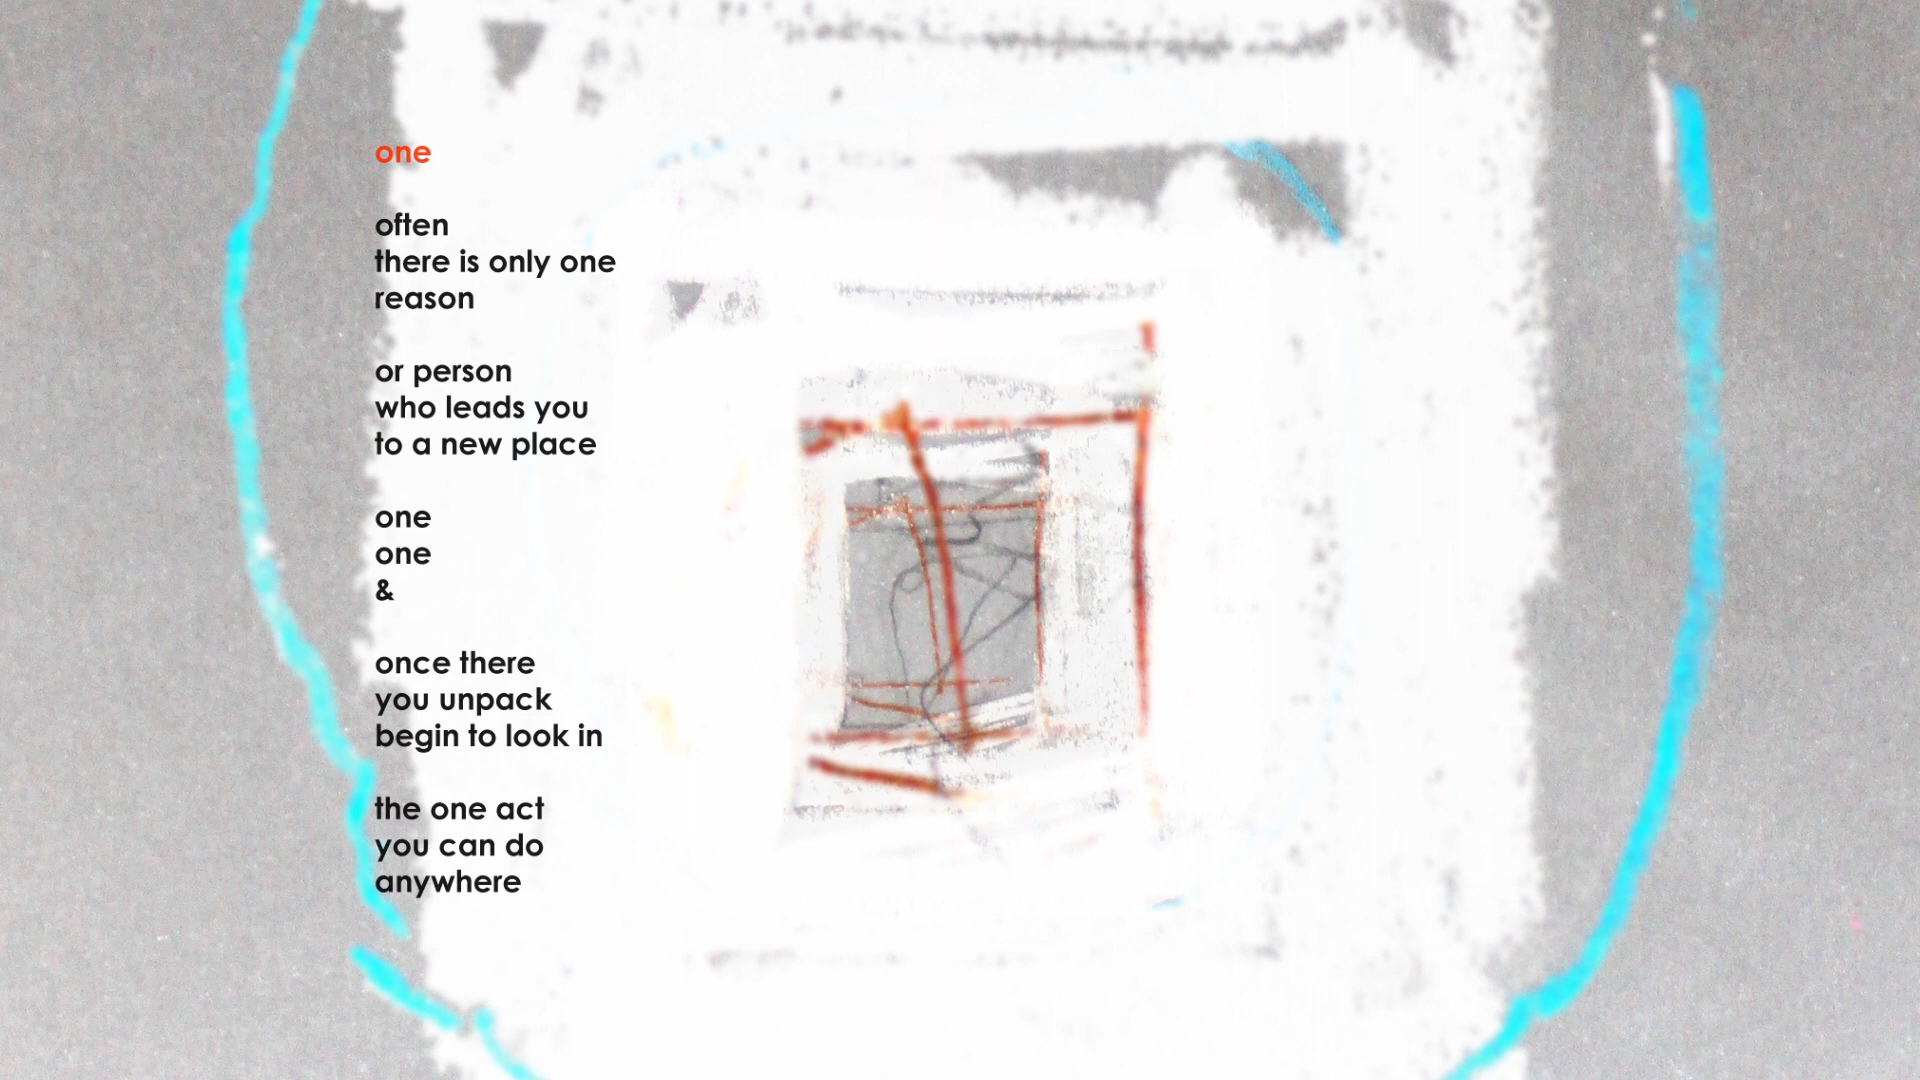 one
often
there is only one
reason
or person
who leads you
to a new place
one
one
&
once there
you unpack
begin to look in
the one act
you can do
anywhere